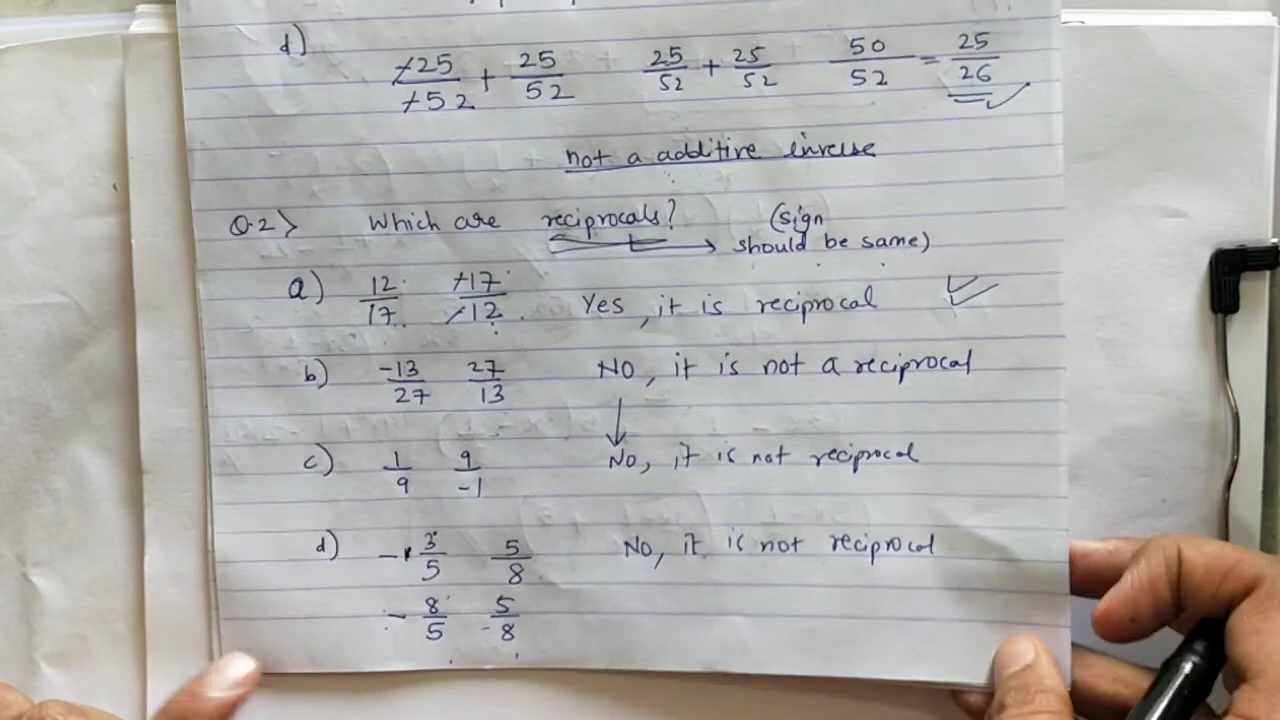 d) -25/-52 + 25/52 25/52 + 25/52 50/52 = 25/26
not a additive inverse
Q.2> Which are reciprocals? (sign
→ should be same)
a) 12/17 -17/-12 Yes, it is reciprocal
b) -13/27 27/13 NO, it is not a reciprocal
c) 1/9 9/-1 No, it is not reciprocal
d) -1 3/5 5/8 No, it is not reciprocal
- 8/5 5/-8